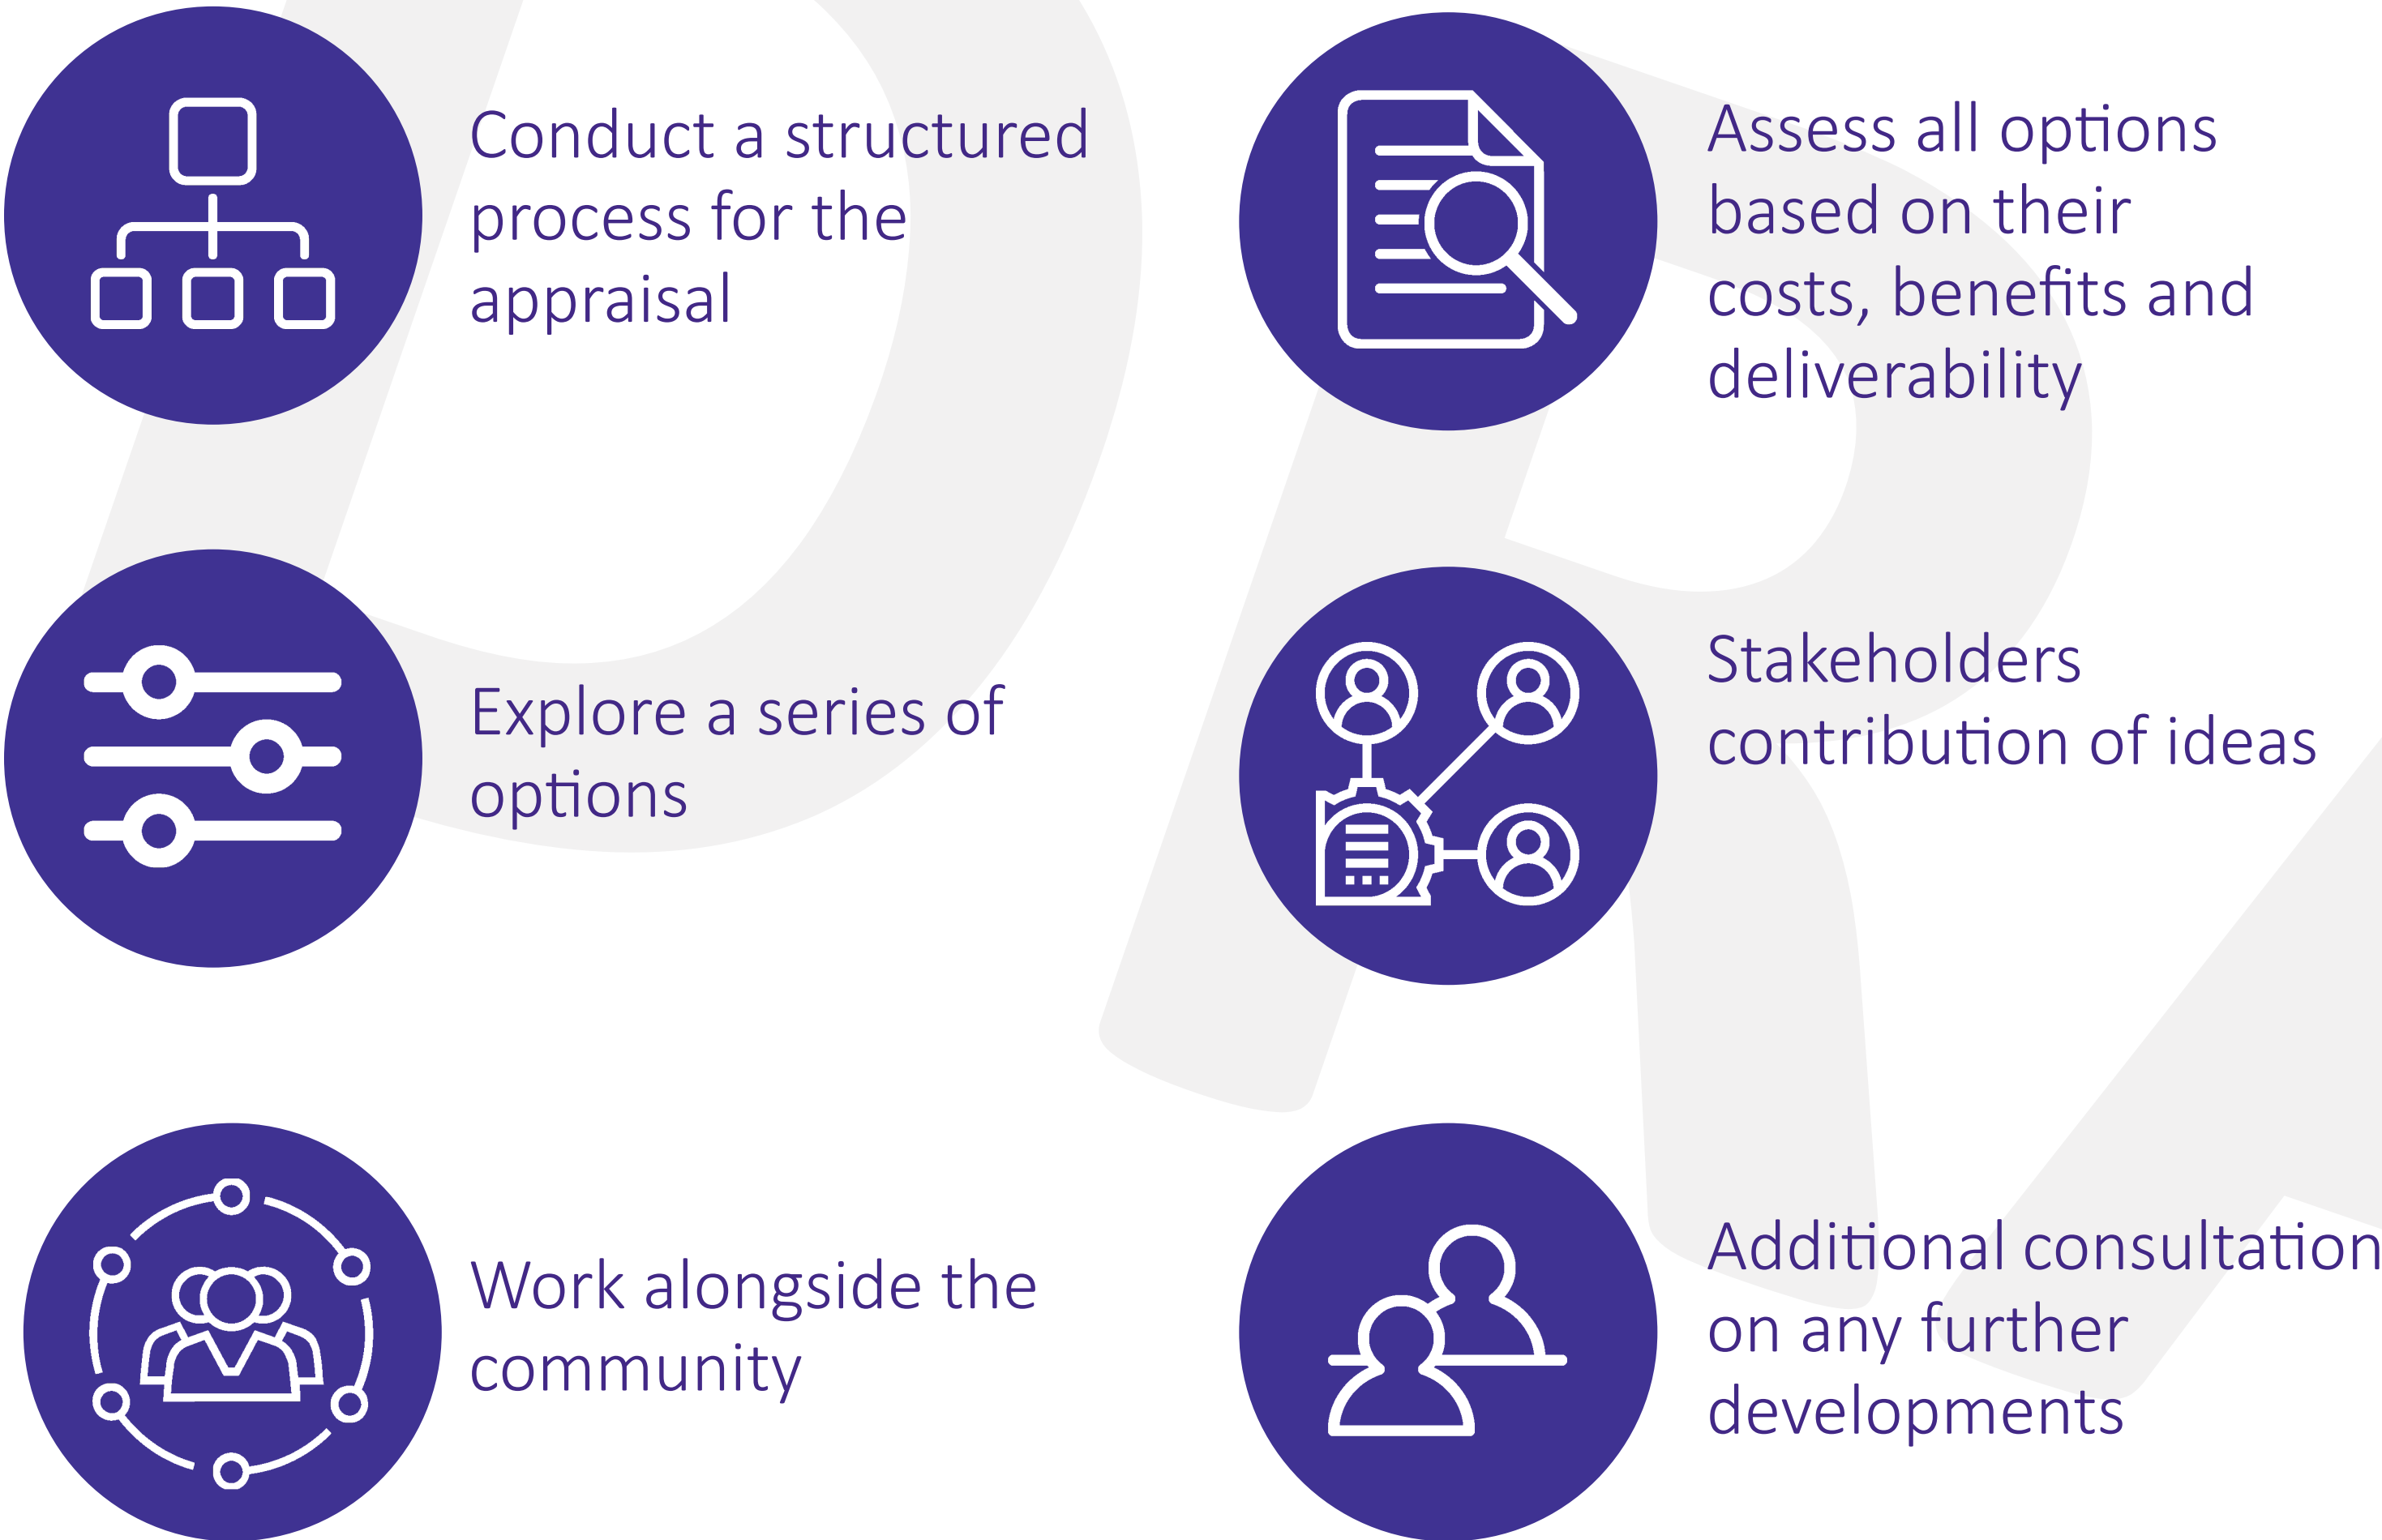 Conduct a structured
process for the
appraisal
Explore a series of
options
Work alongside the
community
Assess all options
based on their
costs, benefits and
deliverability
Stakeholders
contribution of ideas
Additional consultation
on any further
developments